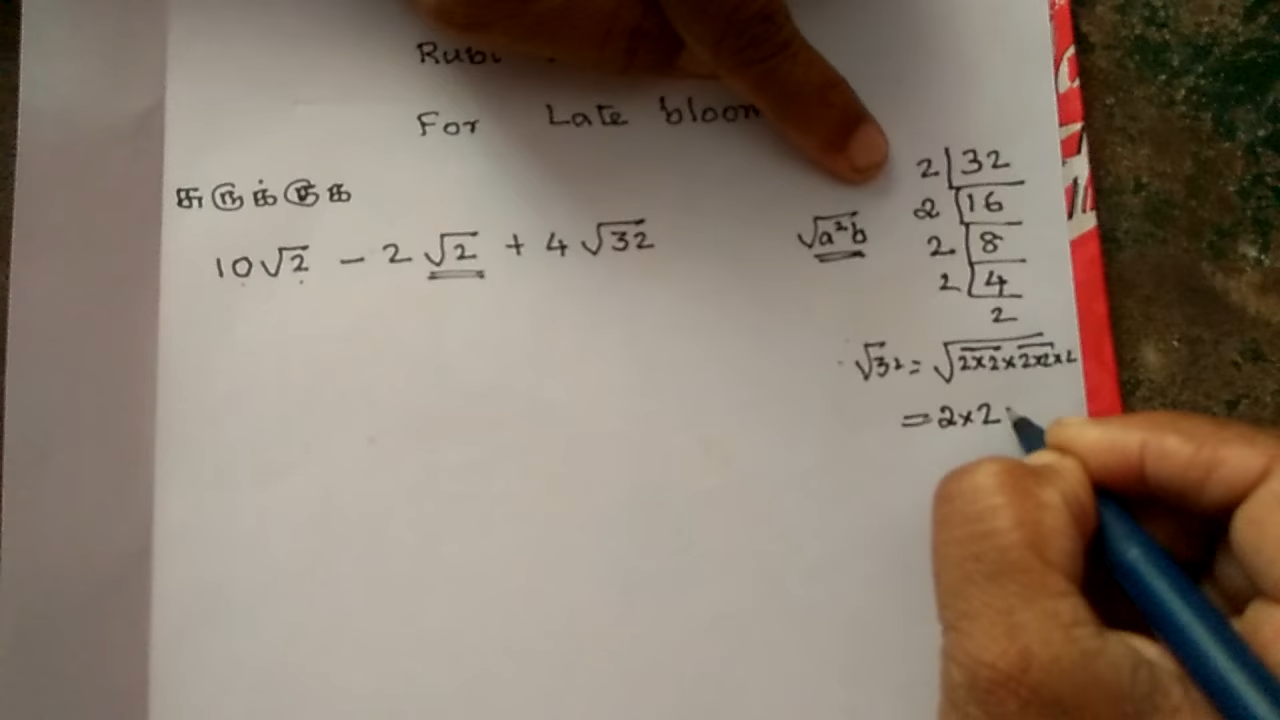 For Late
சுருக்குக
10√2 − 2√2 + 4√32
√a²b
2 32
2 16
2 8
2 4
2
√32 = √2×2×2×2×2
= 2×2